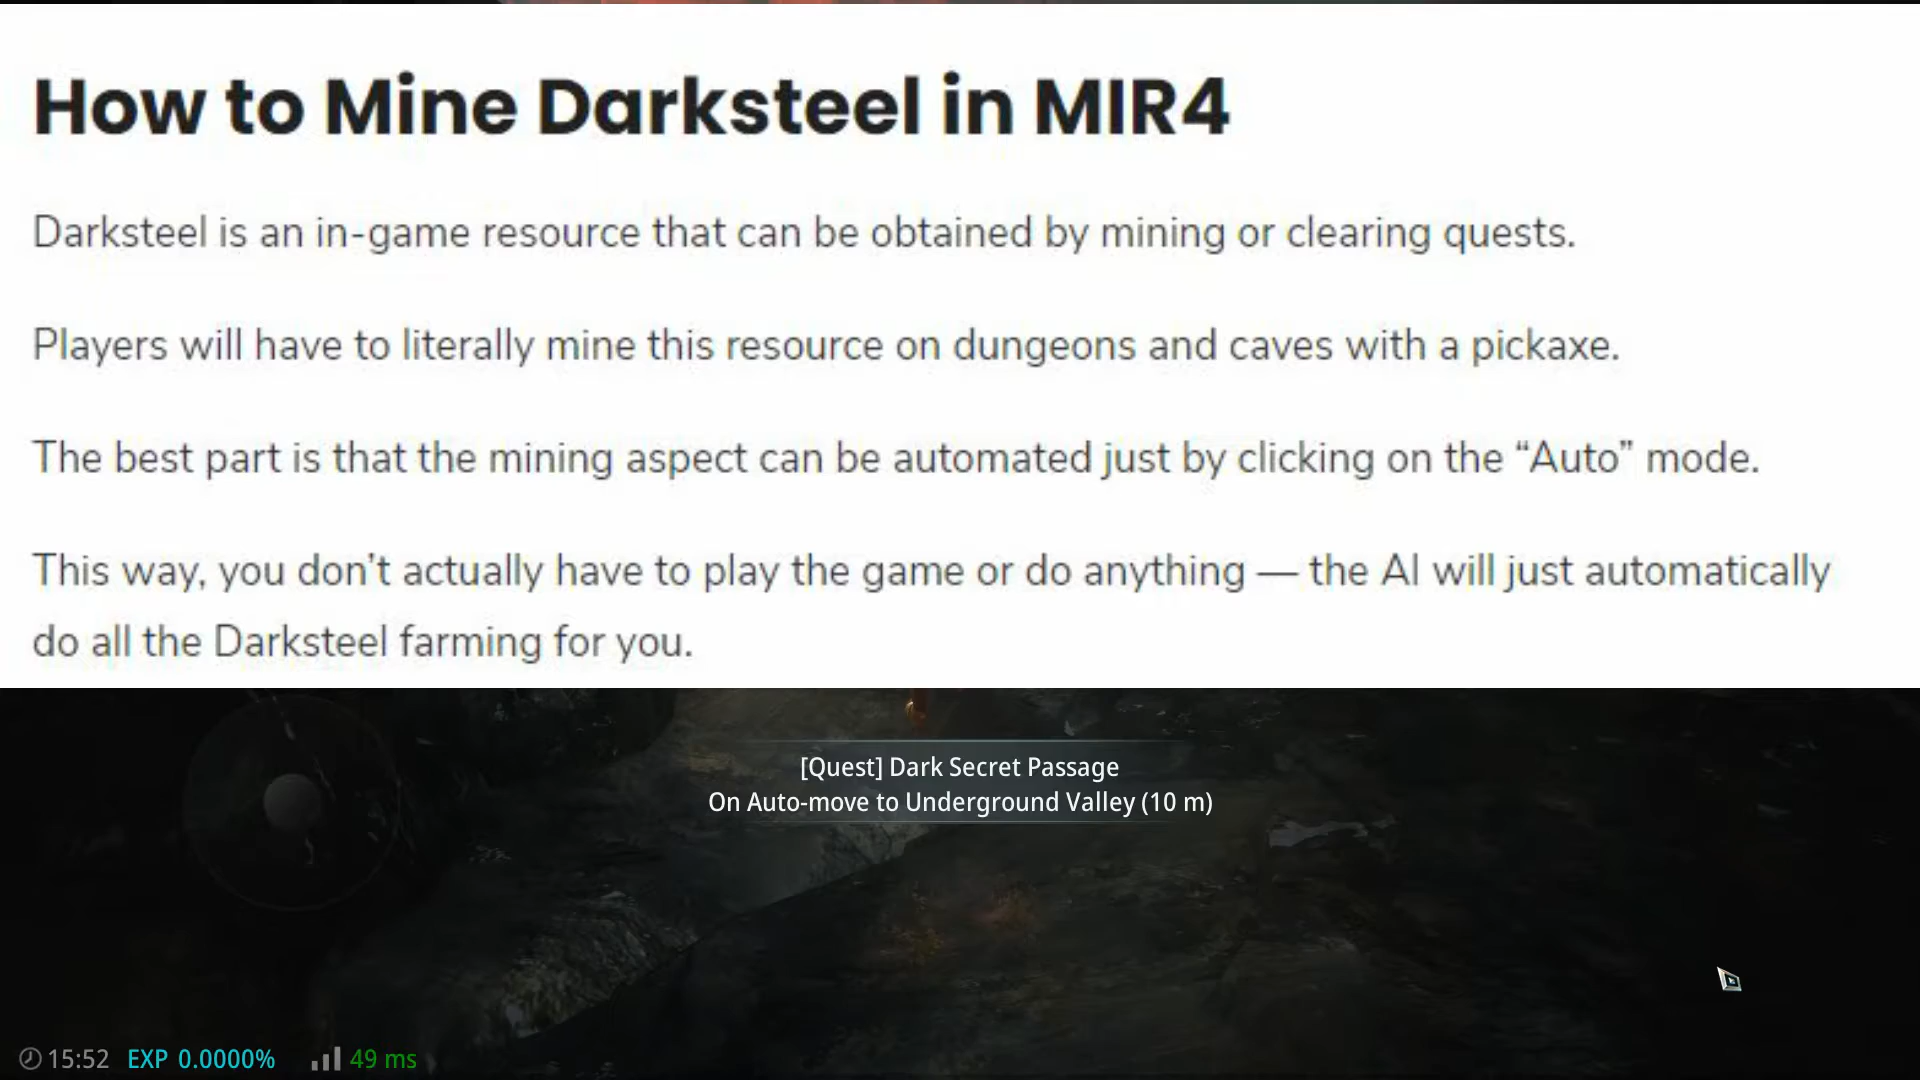 How to Mine Darksteel in MIR4
Darksteel is an in-game resource that can be obtained by mining or clearing quests.
Players will have to literally mine this resource on dungeons and caves with a pickaxe.
The best part is that the mining aspect can be automated just by clicking on the “Auto” mode.
This way, you don’t actually have to play the game or do anything — the AI will just automatically
do all the Darksteel farming for you.
[Quest] Dark Secret Passage
On Auto-move to Underground Valley (10 m)
15:52 EXP 0.0000% 49 ms